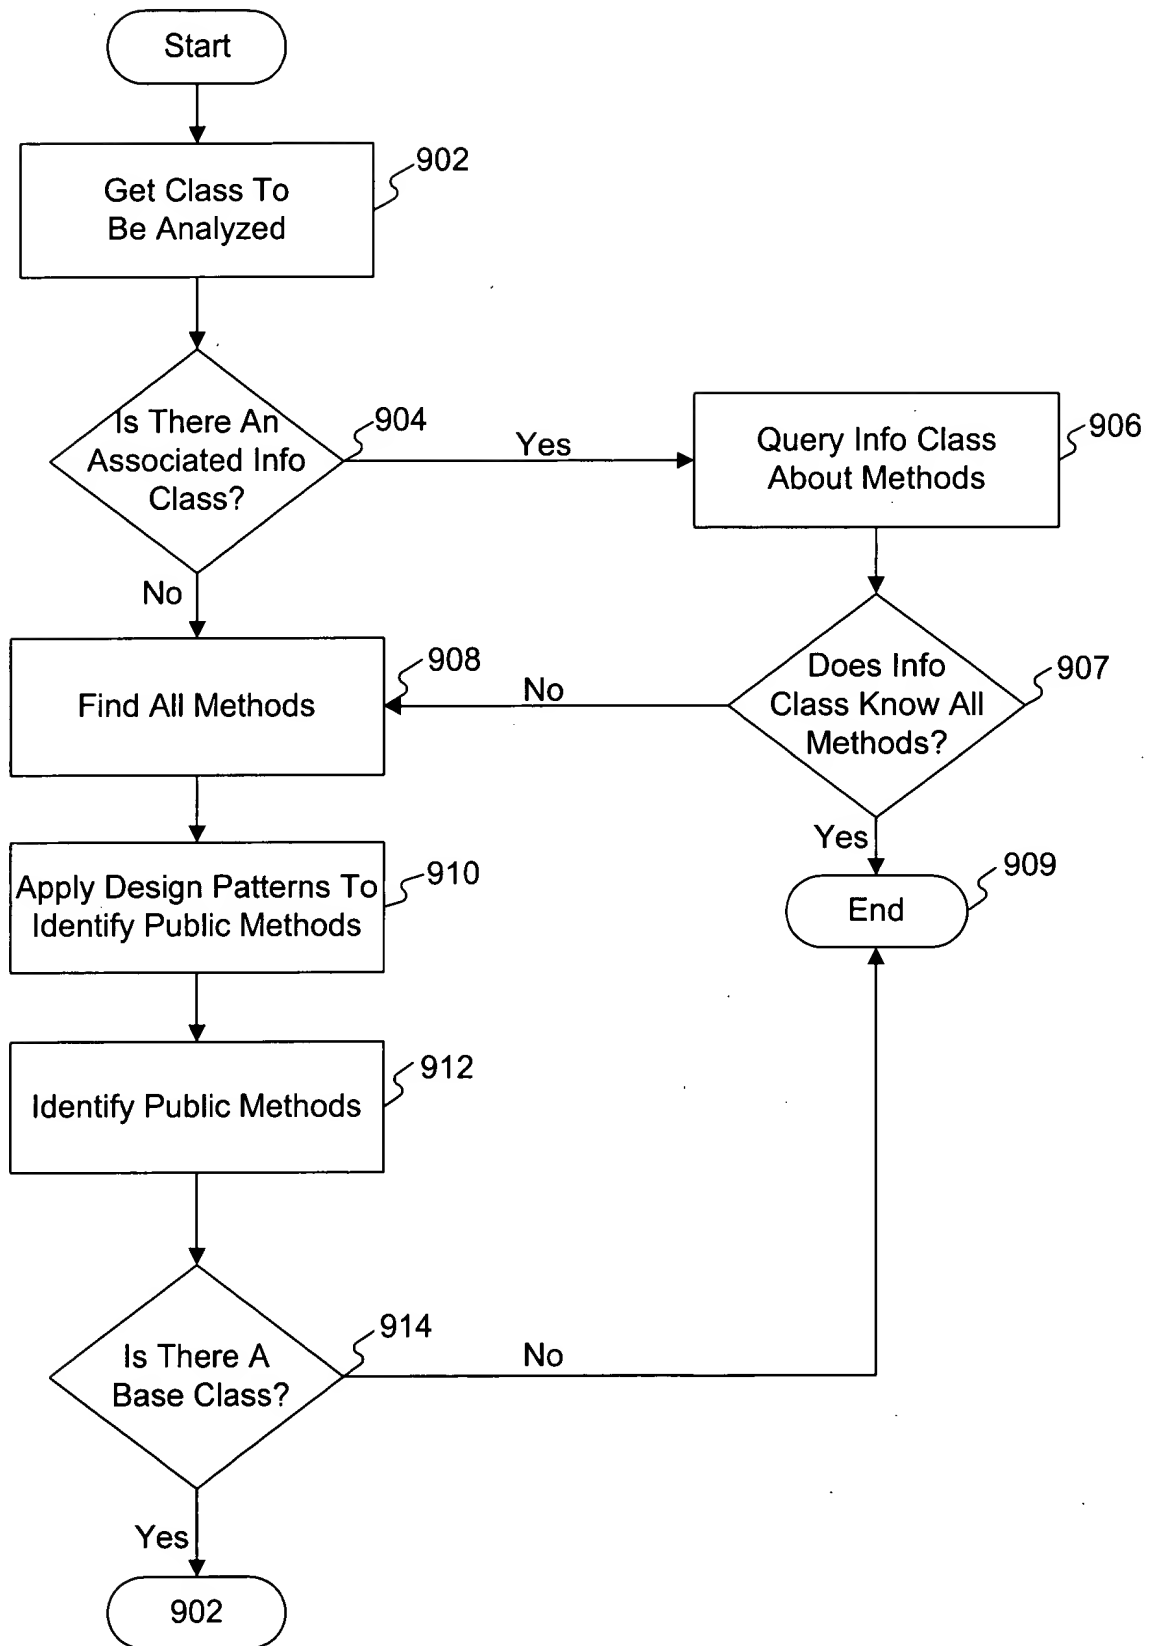 Start
Get Class To
Be Analyzed
902
Is There An
Associated Info
Class?
904
Yes
Query Info Class
About Methods
906
No
Find All Methods
908
No
Does Info
Class Know All
Methods?
907
Yes
Apply Design Patterns To
Identify Public Methods
910
End
909
Identify Public Methods
912
Is There A
Base Class?
914
No
Yes
902